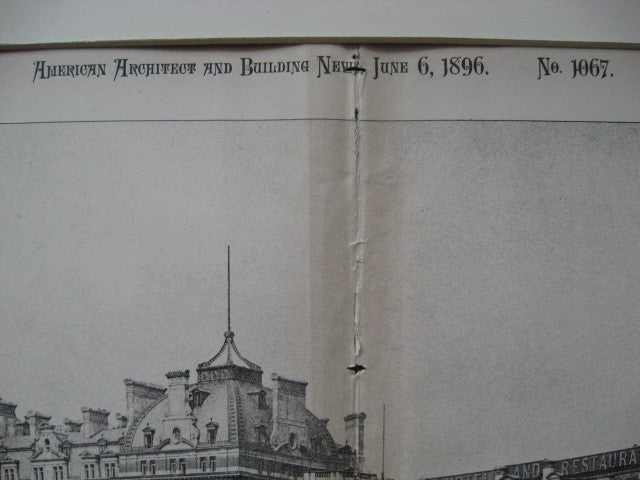 American Architect and Building News, June 6, 1896. No. 1067.
AND RESTAURA